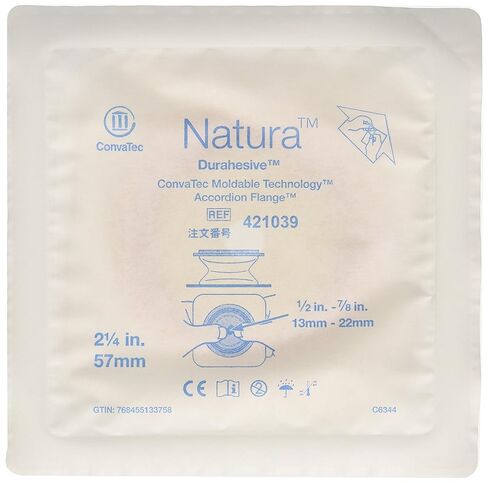 Natura™
ConvaTec
Durahesive™
ConvaTec Moldable Technology™
Accordion Flange™
REF 421039
注文番号
1/2 in. - 7/8 in.
13mm - 22mm
2¼ in.
57mm
CE
GTIN: 768455133758
C6344